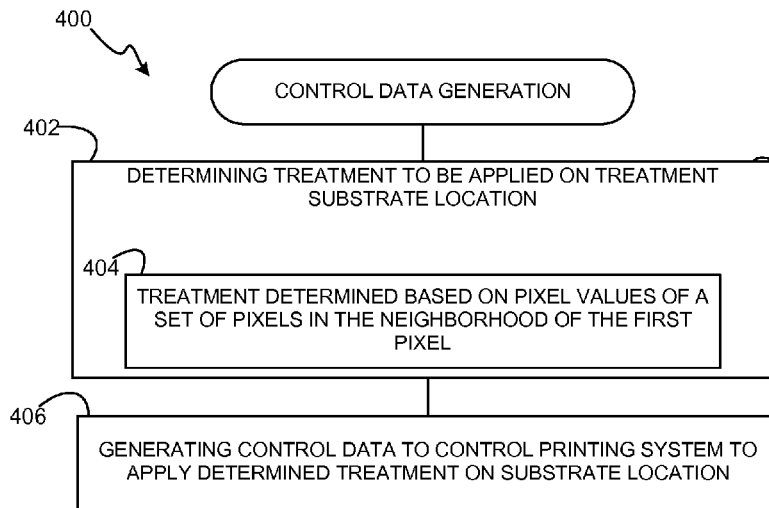 400
CONTROL DATA GENERATION
402
DETERMINING TREATMENT TO BE APPLIED ON TREATMENT
SUBSTRATE LOCATION
404
TREATMENT DETERMINED BASED ON PIXEL VALUES OF A
SET OF PIXELS IN THE NEIGHBORHOOD OF THE FIRST
PIXEL
406
GENERATING CONTROL DATA TO CONTROL PRINTING SYSTEM TO
APPLY DETERMINED TREATMENT ON SUBSTRATE LOCATION